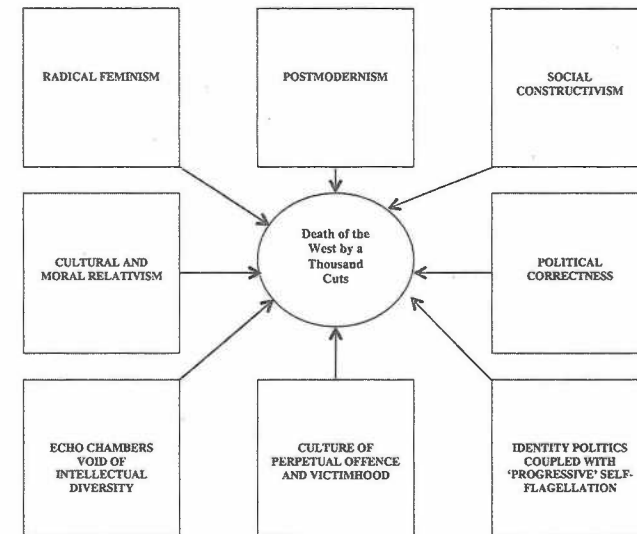 RADICAL FEMINISM
POSTMODERNISM
SOCIAL
CONSTRUCTIVISM
CULTURAL AND
MORAL RELATIVISM
Death of the
West by a
Thousand
Cuts
POLITICAL
CORRECTNESS
ECHO CHAMBERS
VOID OF
INTELLECTUAL
DIVERSITY
CULTURE OF
PERPETUAL OFFENCE
AND VICTIMHOOD
IDENTITY POLITICS
COUPLED WITH
‘PROGRESSIVE’ SELF-
FLAGELLATION